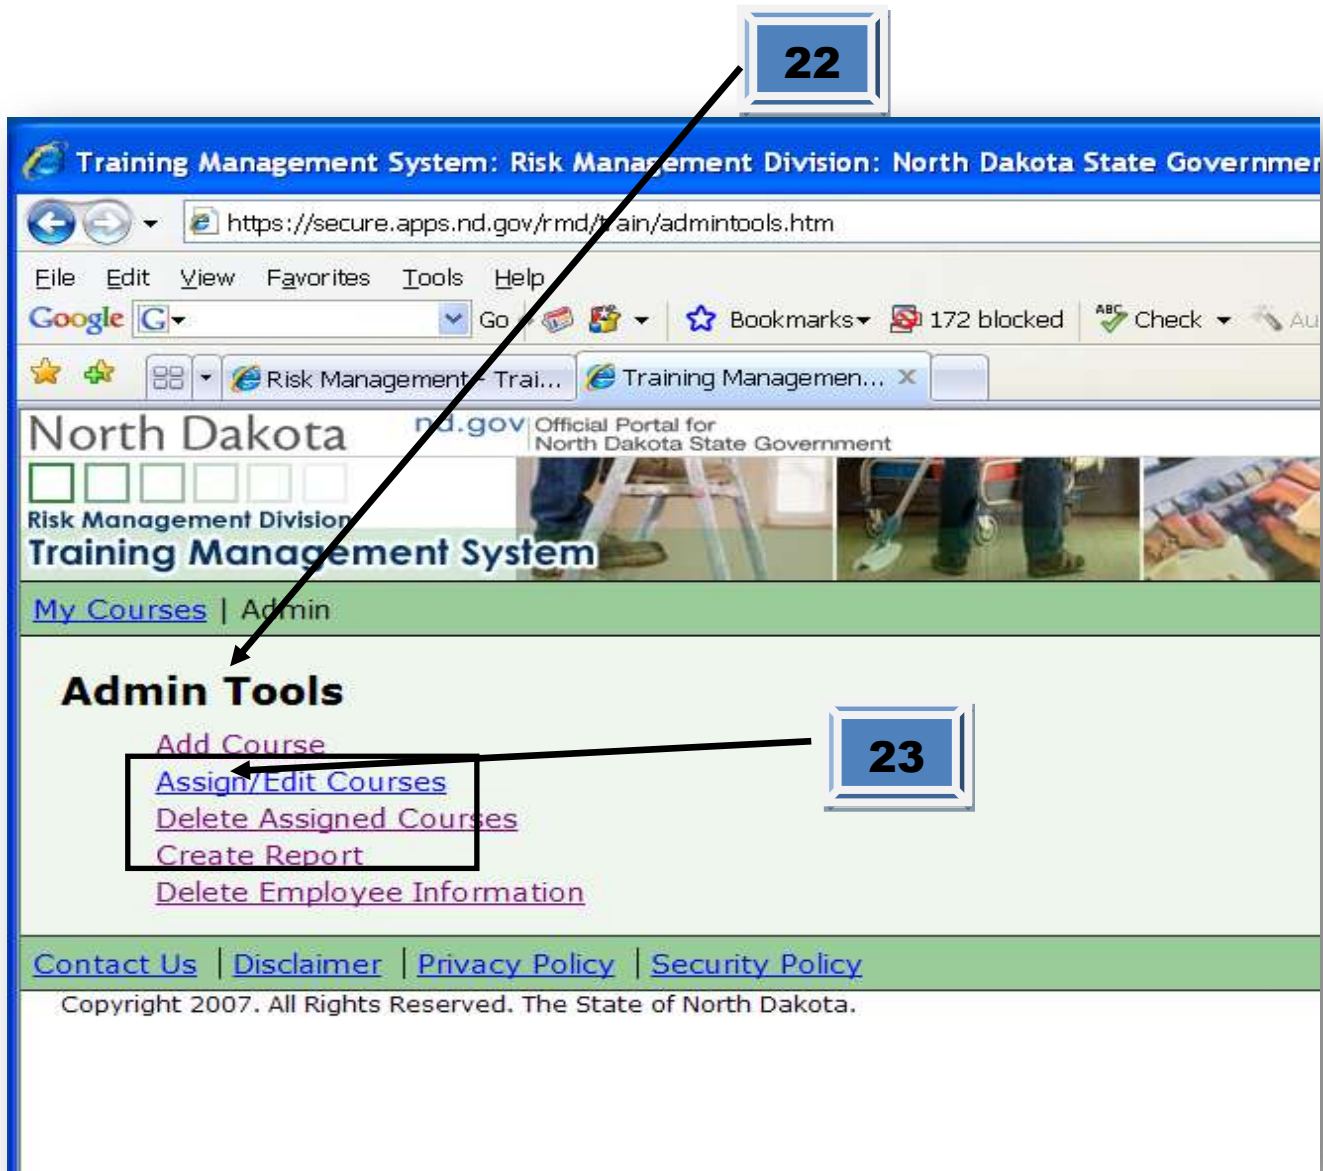 22
Training Management System: Risk Management Division: North Dakota State Governmen
https://secure.apps.nd.gov/rmd/train/admintools.htm
File Edit View Favorites Tools Help
Google G Go Bookmarks 172 blocked ABC Check Au
Risk Management - Trai... Training Managemen...
North Dakota nd.gov Official Portal for
North Dakota State Government
Risk Management Division
Training Management System
My Courses | Admin
Admin Tools
Add Course
23
Assign/Edit Courses
Delete Assigned Courses
Create Report
Delete Employee Information
Contact Us | Disclaimer | Privacy Policy | Security Policy
Copyright 2007. All Rights Reserved. The State of North Dakota.